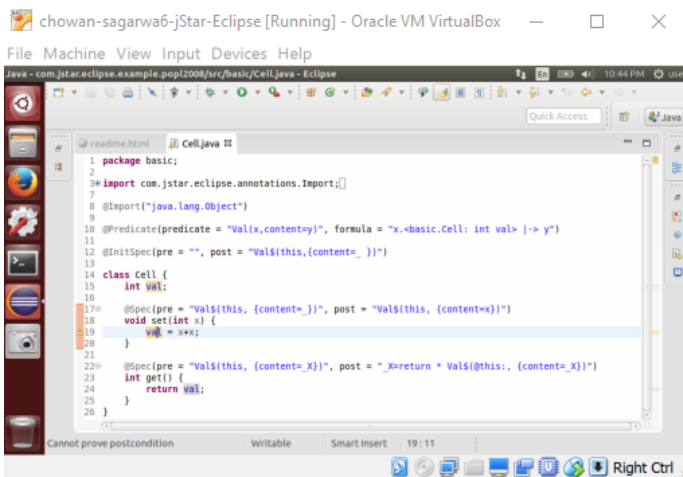 chowan-sagarwa6-jStar-Eclipse [Running] - Oracle VM VirtualBox
File Machine View Input Devices Help
Java - com.jstar.eclipse.example.popl2008/src/basic/Cell.java - Eclipse En 10:44 PM use
Quick Access Java
readme.html Cell.java
1 package basic;
2
3 import com.jstar.eclipse.annotations.Import;
7
8 @Import("java.lang.Object")
9
10 @Predicate(predicate = "Val(x,content=y)", formula = "x.<basic.Cell: int val> |-> y")
11
12 @InitSpec(pre = "", post = "Val$(this,{content=_ })")
13
14 class Cell {
15 int val;
16
17 @Spec(pre = "Val$(this, {content=_})", post = "Val$(this, {content=x})")
18 void set(int x) {
19 val = x+x;
20 }
21
22 @Spec(pre = "Val$(this, {content=_X})", post = "_X=return * Val$(@this:, {content=_X})")
23 int get() {
24 return val;
25 }
26 }
Cannot prove postcondition Writable Smart Insert 19 : 11
Right Ctrl